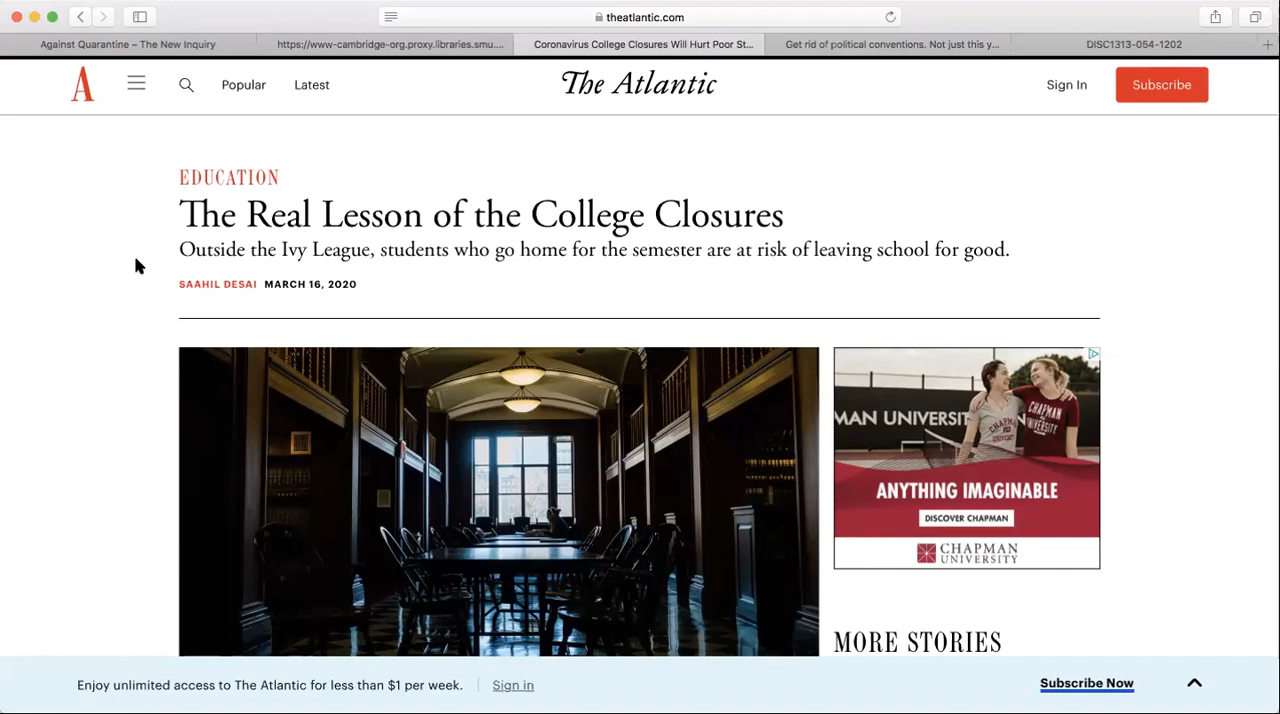 theatlantic.com
Against Quarantine – The New Inquiry
https://www-cambridge-org.proxy.libraries.smu....
Coronavirus College Closures Will Hurt Poor St...
Get rid of political conventions. Not just this y...
DISC1313-054-1202
A
Popular
Latest
The Atlantic
Sign In
Subscribe
EDUCATION
The Real Lesson of the College Closures
Outside the Ivy League, students who go home for the semester are at risk of leaving school for good.
SAAHIL DESAI MARCH 16, 2020
MAN UNIVERSIT
CHAPMAN
CHAPMAN
UNIVERSITY
ANYTHING IMAGINABLE
DISCOVER CHAPMAN
CHAPMAN
UNIVERSITY
MORE STORIES
Enjoy unlimited access to The Atlantic for less than $1 per week.
Sign in
Subscribe Now